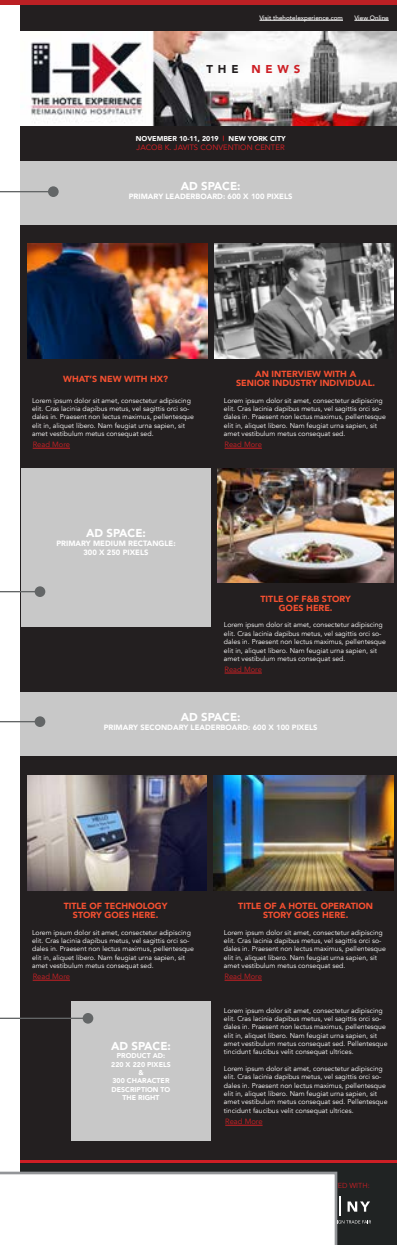 Visit thehotelexperience.com View Online
HX
THE HOTEL EXPERIENCE
REIMAGINING HOSPITALITY
THE NEWS
NOVEMBER 10-11, 2019 | NEW YORK CITY
JACOB K. JAVITS CONVENTION CENTER
AD SPACE:
PRIMARY LEADERBOARD: 600 X 100 PIXELS
WHAT'S NEW WITH HX?
Lorem ipsum dolor sit amet, consectetur adipiscing
elit. Cras lacinia dapibus metus, vel sagittis orci so-
dales in. Praesent non lectus maximus, pellentesque
elit in, aliquet libero. Nam feugiat urna sapien, sit
amet vestibulum metus consequat sed.
Read More
AN INTERVIEW WITH A
SENIOR INDUSTRY INDIVIDUAL.
Lorem ipsum dolor sit amet, consectetur adipiscing
elit. Cras lacinia dapibus metus, vel sagittis orci so-
dales in. Praesent non lectus maximus, pellentesque
elit in, aliquet libero. Nam feugiat urna sapien, sit
amet vestibulum metus consequat sed.
Read More
AD SPACE:
PRIMARY MEDIUM RECTANGLE:
300 X 250 PIXELS
TITLE OF F&B STORY
GOES HERE.
Lorem ipsum dolor sit amet, consectetur adipiscing
elit. Cras lacinia dapibus metus, vel sagittis orci so-
dales in. Praesent non lectus maximus, pellentesque
elit in, aliquet libero. Nam feugiat urna sapien, sit
amet vestibulum metus consequat sed.
Read More
AD SPACE:
PRIMARY SECONDARY LEADERBOARD: 600 X 100 PIXELS
TITLE OF TECHNOLOGY
STORY GOES HERE.
Lorem ipsum dolor sit amet, consectetur adipiscing
elit. Cras lacinia dapibus metus, vel sagittis orci so-
dales in. Praesent non lectus maximus, pellentesque
elit in, aliquet libero. Nam feugiat urna sapien, sit
amet vestibulum metus consequat sed.
Read More
TITLE OF A HOTEL OPERATION
STORY GOES HERE.
Lorem ipsum dolor sit amet, consectetur adipiscing
elit. Cras lacinia dapibus metus, vel sagittis orci so-
dales in. Praesent non lectus maximus, pellentesque
elit in, aliquet libero. Nam feugiat urna sapien, sit
amet vestibulum metus consequat sed.
Read More
AD SPACE:
PRODUCT AD:
220 X 220 PIXELS
&
300 CHARACTER
DESCRIPTION TO
THE RIGHT
Lorem ipsum dolor sit amet, consectetur adipiscing
elit. Cras lacinia dapibus metus, vel sagittis orci so-
dales in. Praesent non lectus maximus, pellentesque
elit in, aliquet libero. Nam feugiat urna sapien, sit
amet vestibulum metus consequat sed. Pellentesque
tincidunt faucibus velit consequat ultrices.
Lorem ipsum dolor sit amet, consectetur adipiscing
elit. Cras lacinia dapibus metus, vel sagittis orci so-
dales in. Praesent non lectus maximus, pellentesque
elit in, aliquet libero. Nam feugiat urna sapien, sit
amet vestibulum metus consequat sed. Pellentesque
tincidunt faucibus velit consequat ultrices.
Read More
ED WITH:
| NY
IGN TRADE FAIR